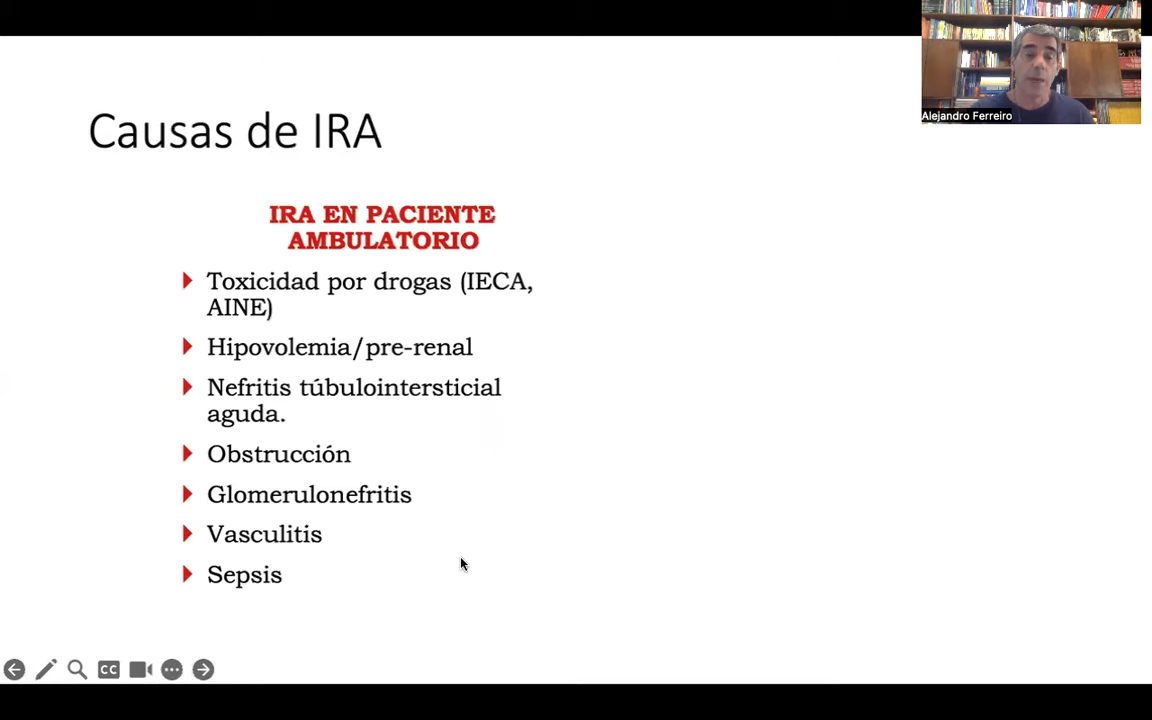 Alejandro Ferreiro
Causas de IRA
IRA EN PACIENTE
AMBULATORIO
Toxicidad por drogas (IECA,
AINE)
Hipovolemia/pre-renal
Nefritis túbulointersticial
aguda.
Obstrucción
Glomerulonefritis
Vasculitis
Sepsis
CC